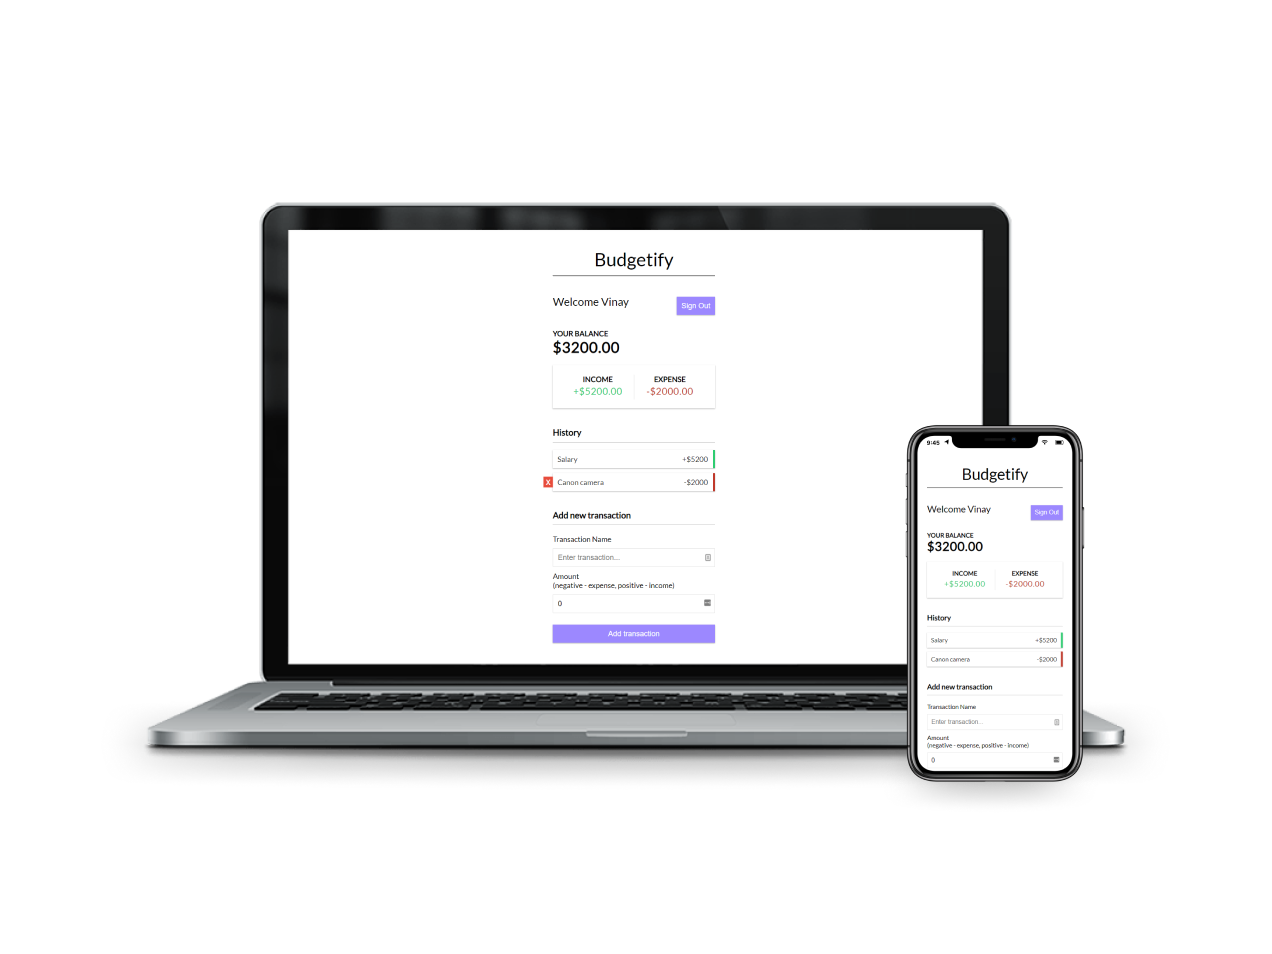 Budgetify
Welcome Vinay
Sign Out
YOUR BALANCE
$3200.00
INCOME
EXPENSE
+$5200.00
-$2000.00
History
Salary +$5200
X Canon camera -$2000
Add new transaction
Transaction Name
Enter transaction...
Amount
(negative - expense, positive - income)
0
Add transaction
9:45
Budgetify
Welcome Vinay
Sign Out
YOUR BALANCE
$3200.00
INCOME
EXPENSE
+$5200.00
-$2000.00
History
Salary +$5200
Canon camera -$2000
Add new transaction
Transaction Name
Enter transaction...
Amount
(negative - expense, positive - income)
0